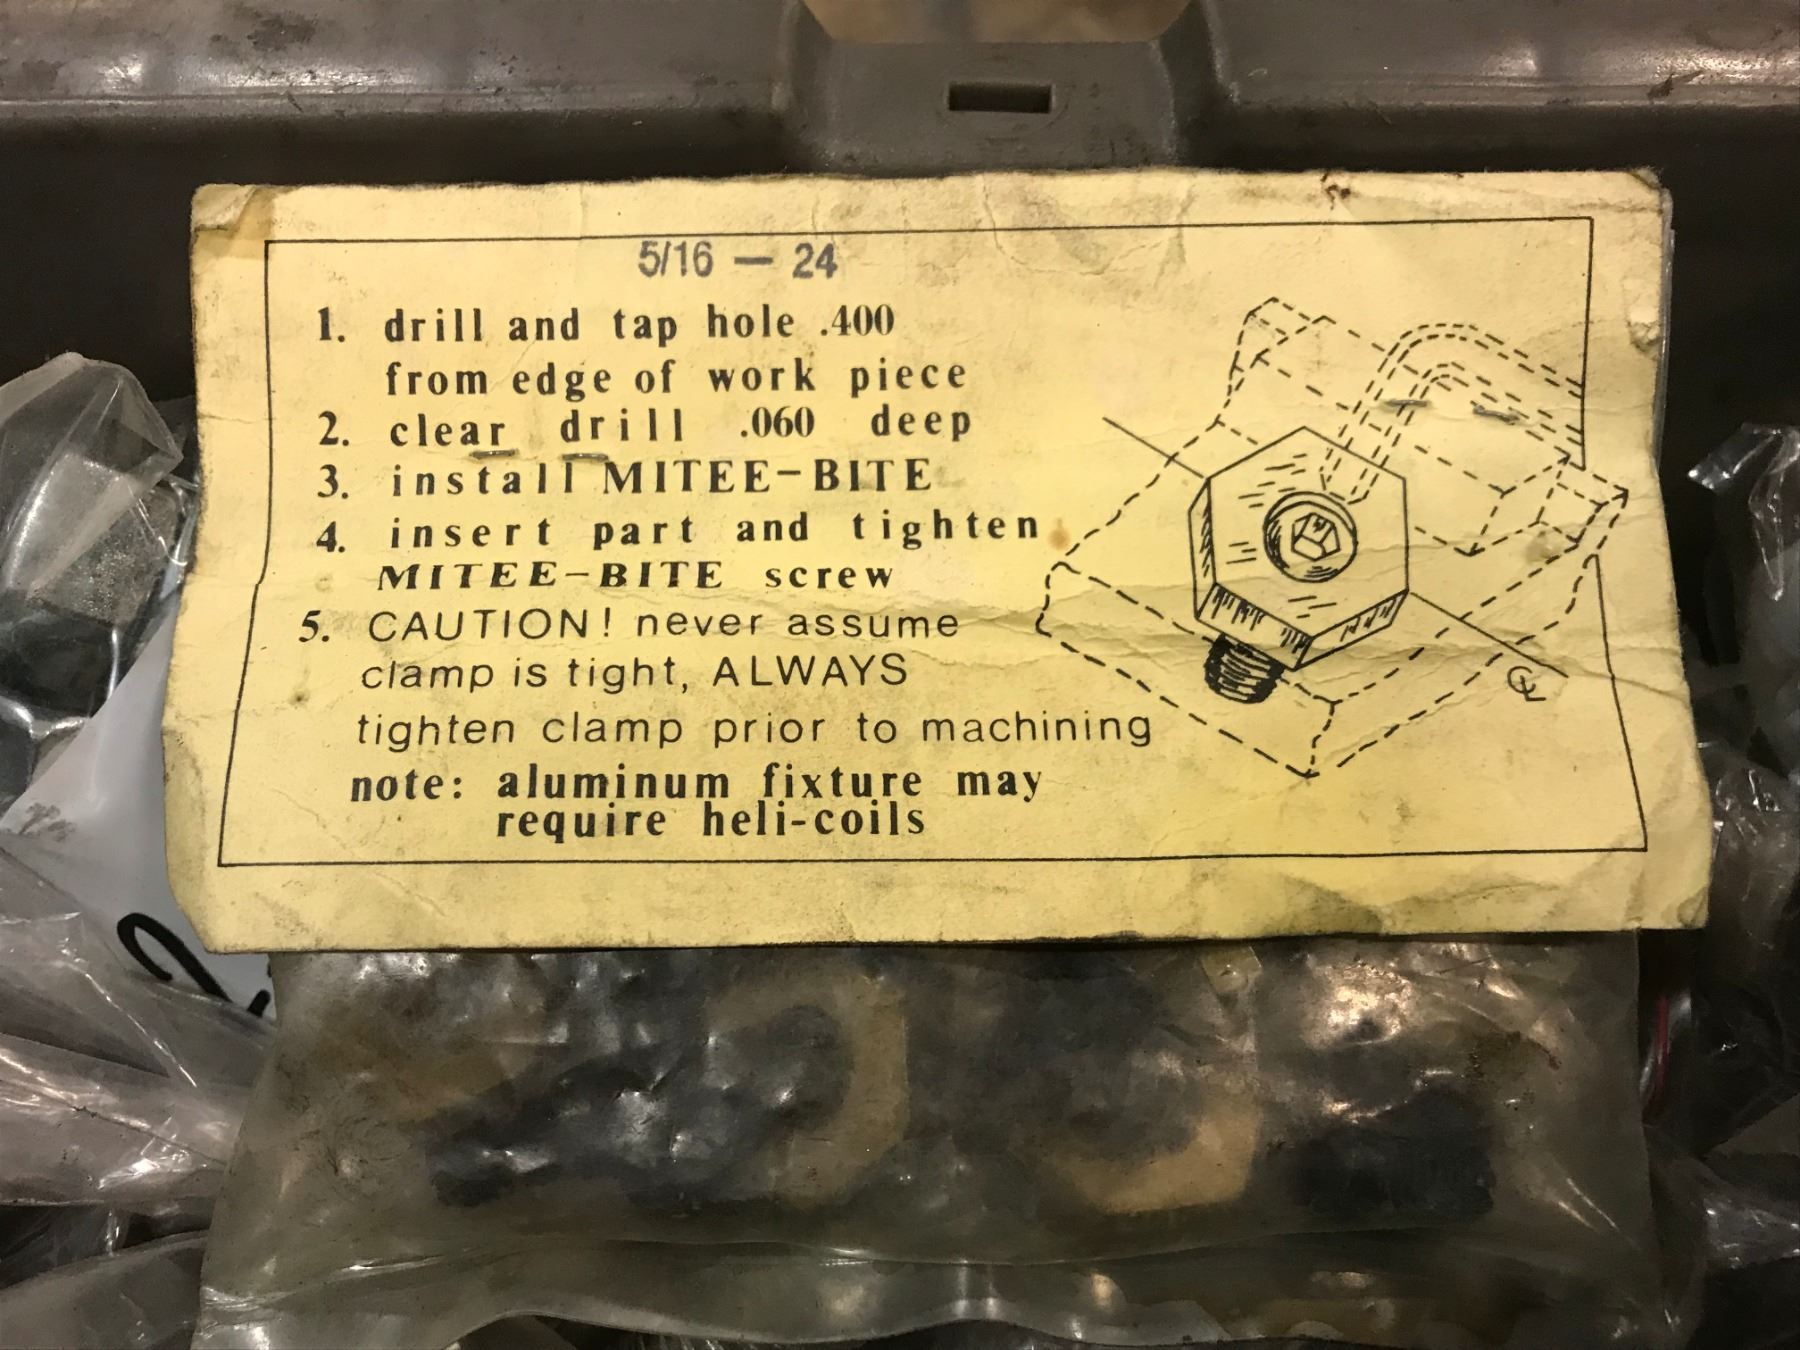 5/16 — 24
1. drill and tap hole .400
from edge of work piece
2. clear drill .060 deep
3. install MITEE-BITE
4. insert part and tighten
MITEE-BITE screw
5. CAUTION! never assume
clamp is tight, ALWAYS
tighten clamp prior to machining
note: aluminum fixture may
require heli-coils
℄